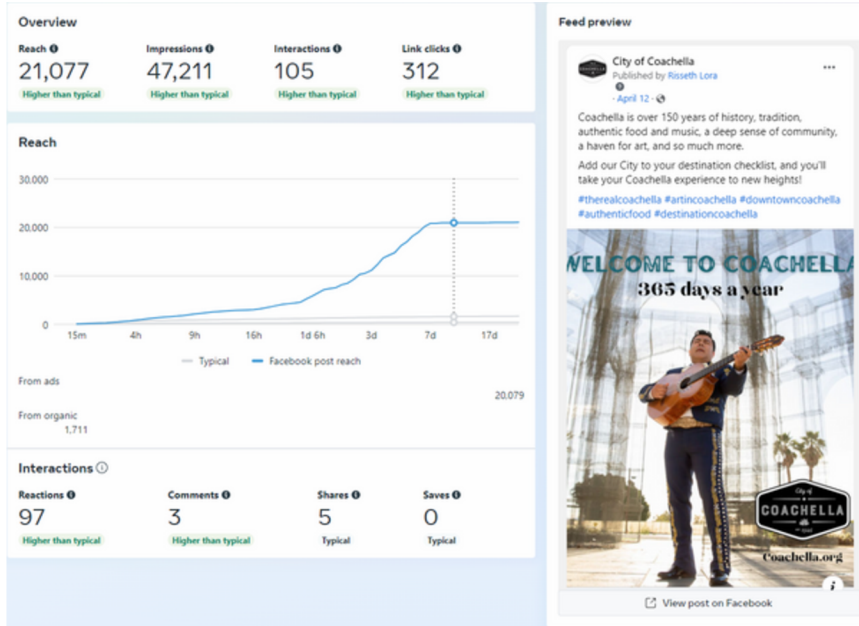 Overview
Reach
Impressions
Interactions
Link clicks
21,077
47,211
105
312
Higher than typical
Higher than typical
Higher than typical
Higher than typical
Reach
30.000
20.000
10.000
0
15m 4h 9h 16h 1d 6h 3d 7d 17d
Typical
Facebook post reach
From ads
20,079
From organic
1,711
Interactions
Reactions
Comments
Shares
Saves
97
3
5
0
Higher than typical
Higher than typical
Typical
Typical
Feed preview
City of Coachella
Published by Risseth Lora
· April 12 ·
Coachella is over 150 years of history, tradition,
authentic food and music, a deep sense of community,
a haven for art, and so much more.
Add our City to your destination checklist, and you'll
take your Coachella experience to new heights!
#therealcoachella #artincoachella #downtowncoachella
#authenticfood #destinationcoachella
WELCOME TO COACHELLA
365 days a year
City of
COACHELLA
Coachella.org
View post on Facebook